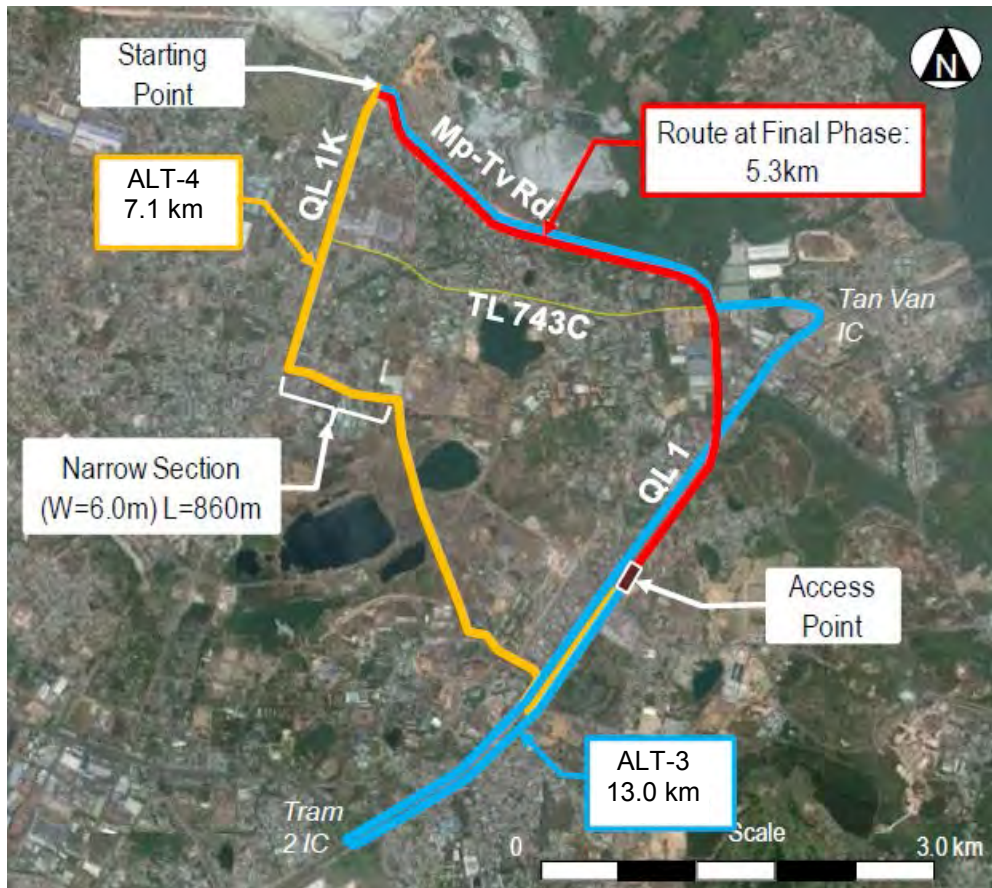 Starting
Point
N
Mp-Tv Rd
Route at Final Phase:
5.3km
QL 1K
ALT-4
7.1 km
Tan Van
IC
TL 743C
Narrow Section
(W=6.0m) L=860m
QL 1
Access
Point
ALT-3
13.0 km
Tram
2 IC
Scale
0
3.0 km